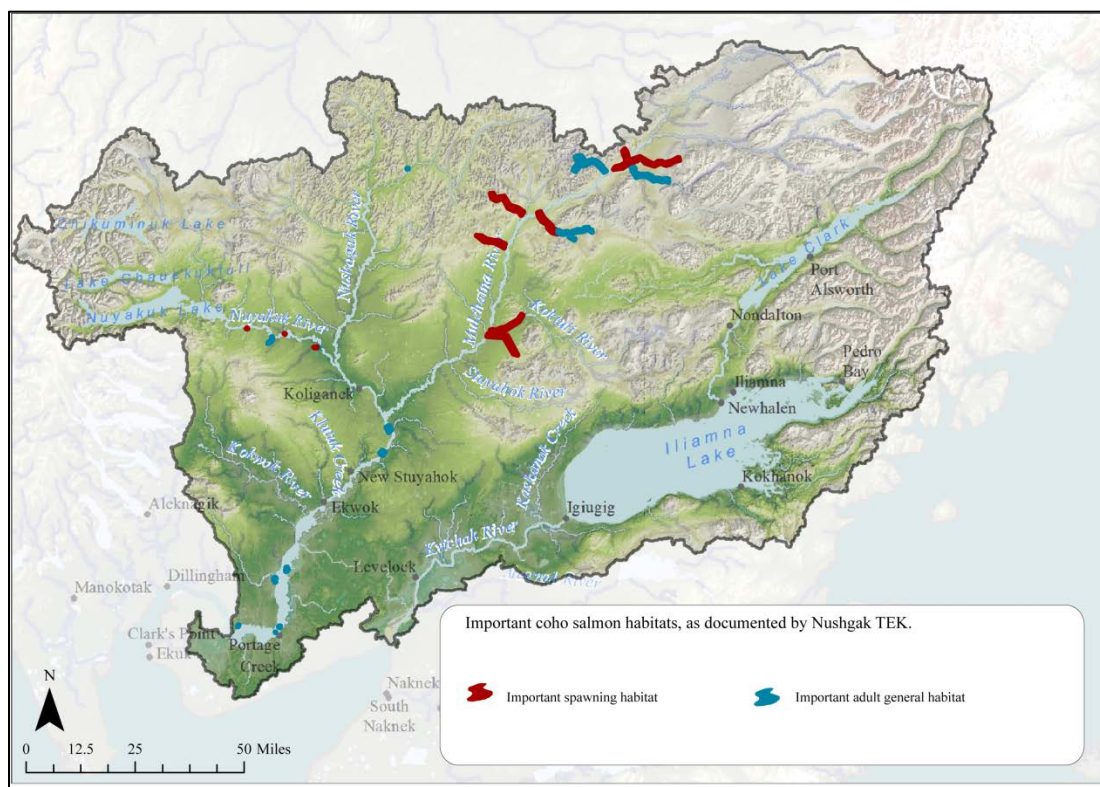 Chikuminuk Lake
Lake Chauekuktuli
Nuyakuk Lake
Nuyakuk River
Nushagak River
Mulchatna River
Koktuli River
Stuyahok River
Lake Clark
Port
Alsworth
Nondalton
Pedro
Bay
Iliamna
Newhalen
Iliamna
Lake
Kokhanok
Koliganek
Klutuk Creek
Kokwok River
New Stuyahok
Ekwok
Kaskanak Creek
Igiugig
Kvichak River
Levelock
River
Aleknagik
Dillingham
Manokotak
Clark's Point
Ekuk
Portage
Creek
Naknek
South
Naknek
Important coho salmon habitats, as documented by Nushgak TEK.
Important spawning habitat
Important adult general habitat
N
0 12.5 25 50 Miles